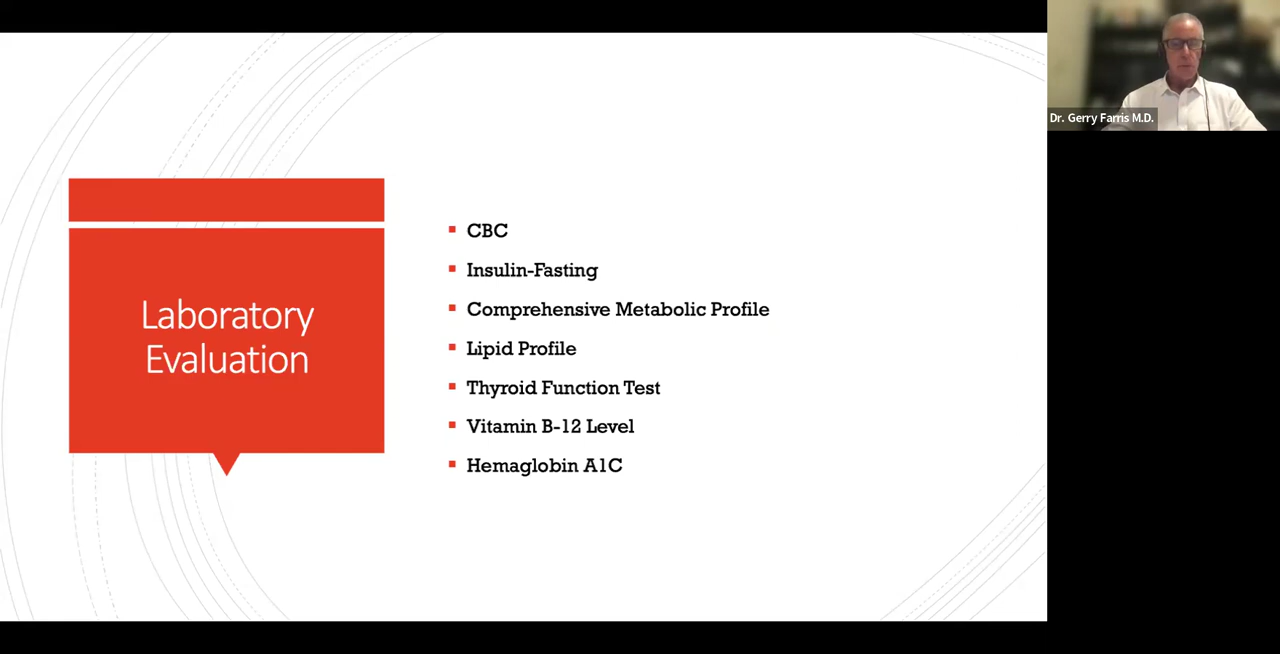 Laboratory
Evaluation
CBC
Insulin-Fasting
Comprehensive Metabolic Profile
Lipid Profile
Thyroid Function Test
Vitamin B-12 Level
Hemaglobin A1C
Dr. Gerry Farris M.D.